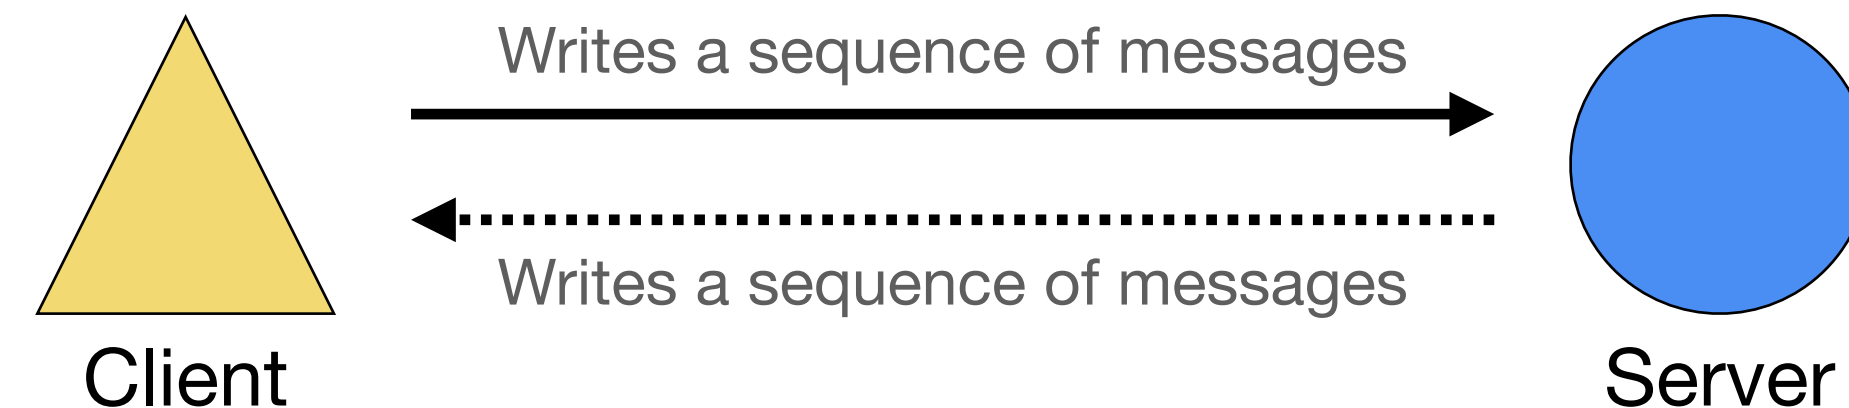 Writes a sequence of messages
Writes a sequence of messages
Client
Server